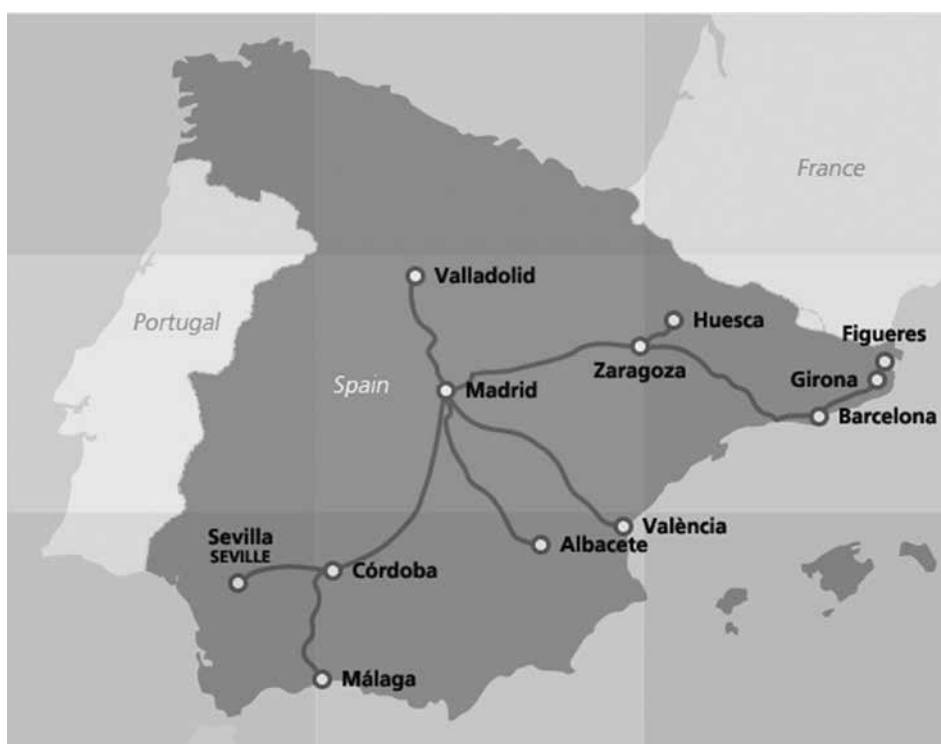 France
Valladolid
Huesca
Portugal
Figueres
Zaragoza
Spain
Madrid
Girona
Barcelona
València
Sevilla
SEVILLE
Albacete
Córdoba
Málaga